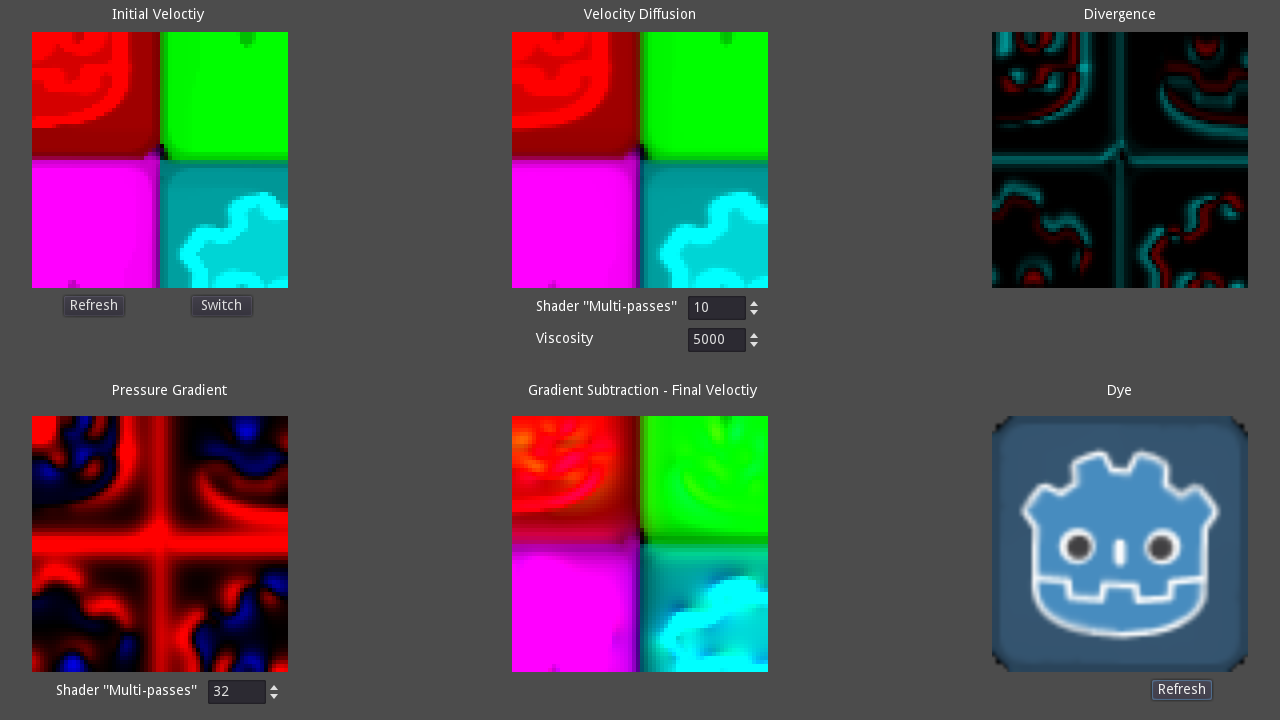 Initial Veloctiy
Velocity Diffusion
Divergence
Refresh
Switch
Shader "Multi-passes" 10
Viscosity 5000
Pressure Gradient
Gradient Subtraction - Final Veloctiy
Dye
Shader "Multi-passes" 32
Refresh